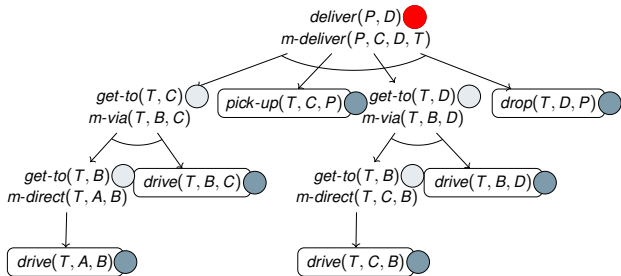 deliver(P, D)
m-deliver(P, C, D, T)
get-to(T, C)
m-via(T, B, C)
pick-up(T, C, P)
get-to(T, D)
m-via(T, B, D)
drop(T, D, P)
get-to(T, B)
m-direct(T, A, B)
drive(T, B, C)
get-to(T, B)
m-direct(T, C, B)
drive(T, B, D)
drive(T, A, B)
drive(T, C, B)